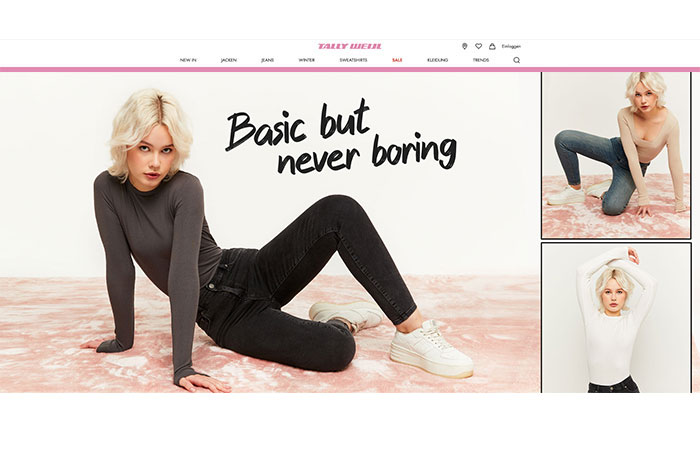 TALLY WEiJL
Einloggen
NEW IN JACKEN JEANS WINTER SWEATSHIRTS SALE KLEIDUNG TRENDS
Basic but
never boring